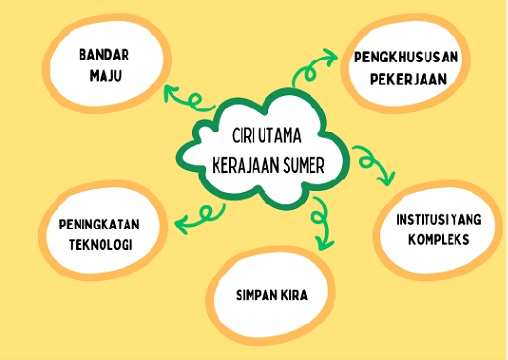 BANDAR
MAJU
PENGKHUSUSAN
PEKERJAAN
CIRI UTAMA
KERAJAAN SUMER
PENINGKATAN
TEKNOLOGI
INSTITUSI YANG
KOMPLEKS
SIMPAN KIRA